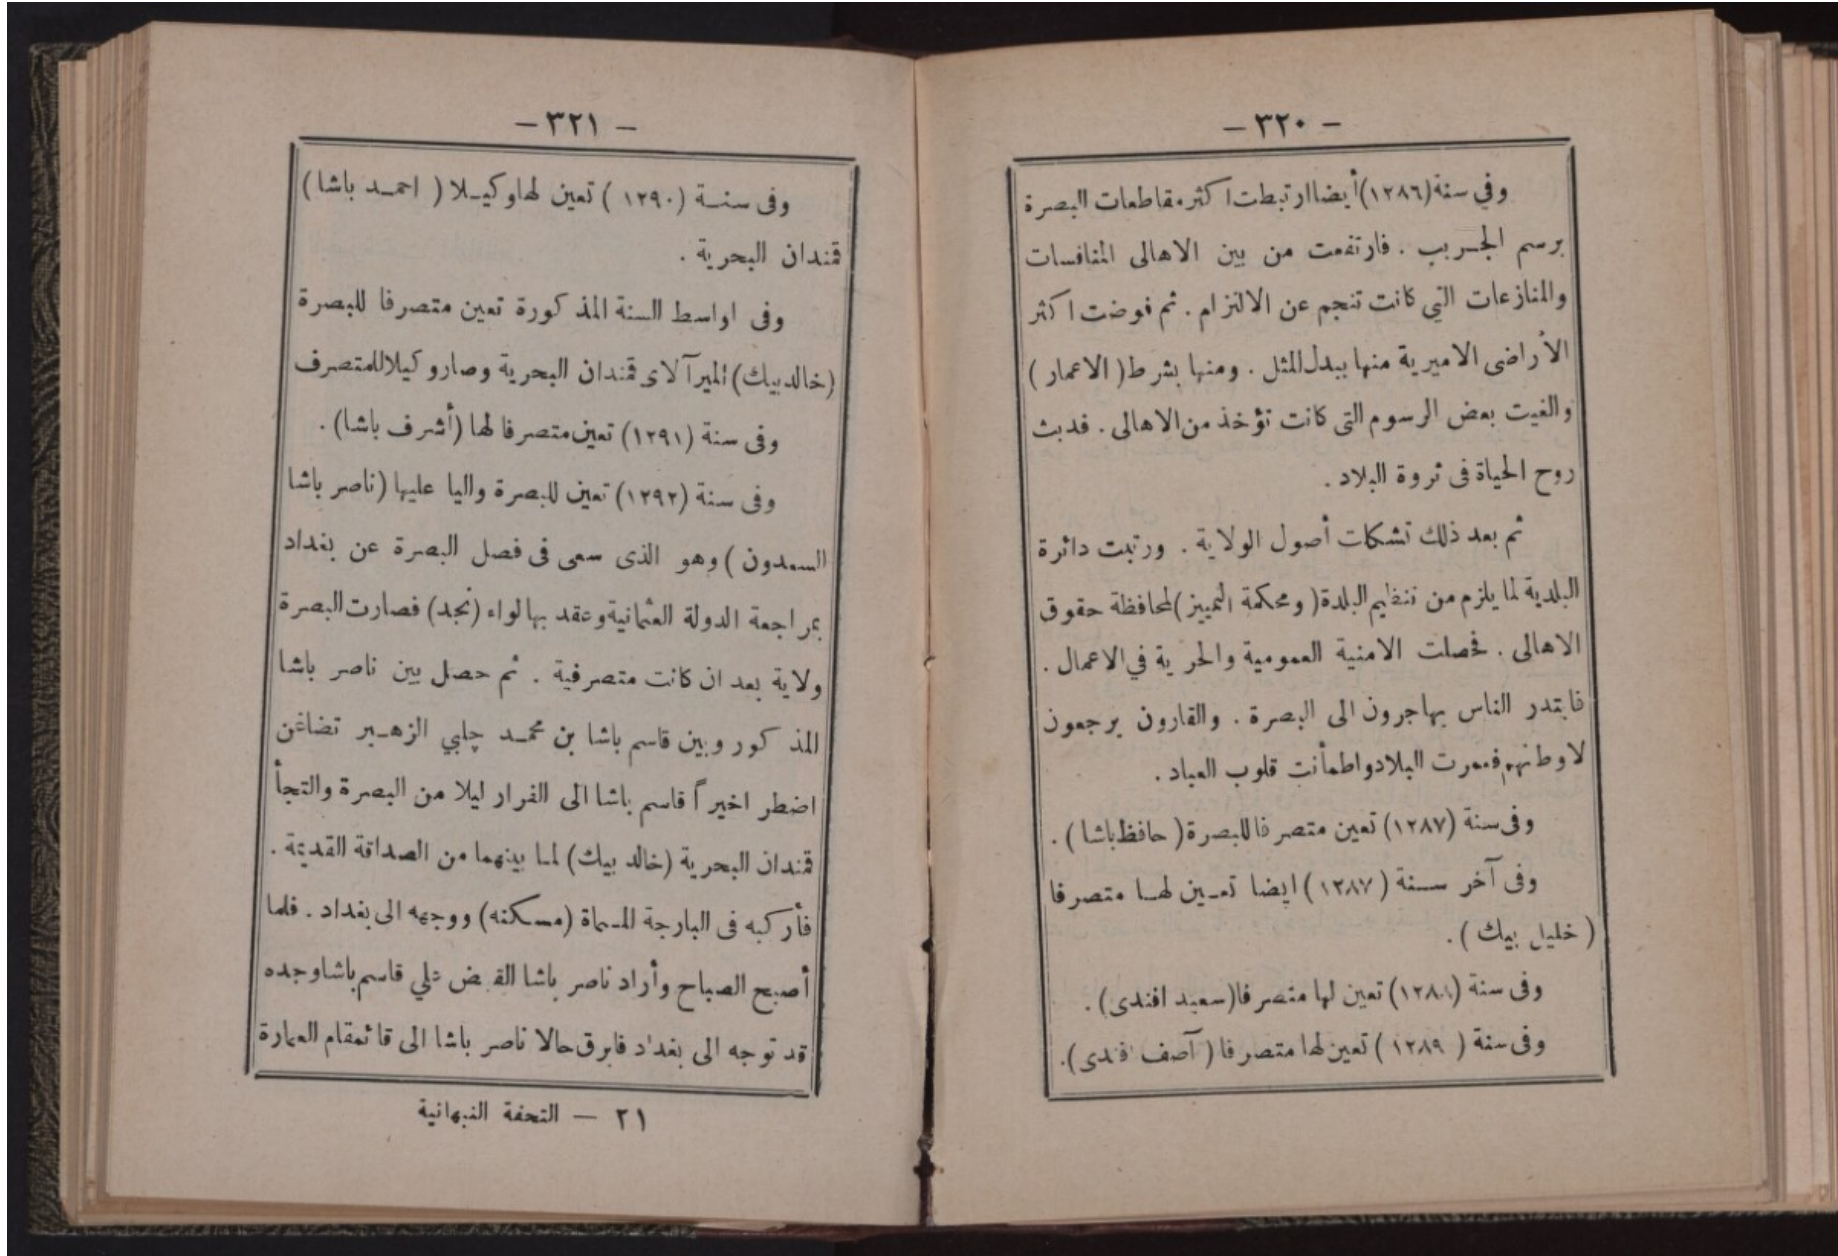 — ٣٢٠ —
وفي سنة (١٢٨٦) أيضا ارتبطت اكثر مقاطعات البصرة
برسم الجريب . فارتفعت من بين الاهالى المنافسات
والمنازعات التي كانت تنجم عن الالتزام . ثم فوضت اكثر
الأراضى الاميرية منها ببدل المثل . ومنها بشرط ( الاعمار )
والغيت بعض الرسوم التى كانت تؤخذ من الاهالى . فدبث
روح الحياة فى ثروة البلاد .
ثم بعد ذلك تشكلت أصول الولاية . ورتبت دائرة
البلدية لما يلزم من تنظيم البلدة ( ومحكمة التمييز ) لمحافظة حقوق
الاهالى . فحصلت الامنية العمومية والحرية في الاعمال .
فابتدر الناس يهاجرون الى البصرة . والقارون يرجعون
لاوطانهم فعمرت البلاد واطمأنت قلوب العباد .
وفى سنة (١٢٨٧) تعين متصرفا للبصرة ( حافظ باشا ) .
وفى آخر سنة ( ١٢٨٧ ) ايضا تعين لها متصرفا
( خليل بيك ) .
وفى سنة (١٢٨٨) تعين لها متصرفا (سعيد افندى) .
وفى سنة ( ١٢٨٩ ) تعين لها متصرفا ( آصف افندى).
— ٣٢١ —
وفى سنة (١٢٩٠ ) تعين لها وكيلا ( احمد باشا )
قمندان البحرية .
وفى اواسط السنة المذكورة تعين متصرفا للبصرة
(خالد بيك) الميرآلاى قمندان البحرية وصار وكيلا للمتصرف
وفى سنة (١٢٩١) تعين متصرفا لها (أشرف باشا) .
وفى سنة (١٢٩٢) تعين للبصرة واليا عليها (ناصر باشا
السعدون ) وهو الذى سعى فى فصل البصرة عن بغداد
بمراجعة الدولة العثمانية وعقد بها لواء (نجد) فصارت البصرة
ولاية بعد ان كانت متصرفية . ثم حصل بين ناصر باشا
المذكور وبين قاسم باشا بن محمد چلبي الزهير تضاغن
اضطر اخيراً قاسم باشا الى الفرار ليلا من البصرة والتجأ
قمندان البحرية (خالد بيك) لما بينهما من الصداقة القديمة .
فأركبه فى البارجة المسماة (مسكنه) ووجهه الى بغداد . فلما
أصبح الصباح وأراد ناصر باشا القبض علي قاسم باشا وجده
قد توجه الى بغداد فابرق حالا ناصر باشا الى قائمقام العمارة
٢١ — التحفة النبهانية